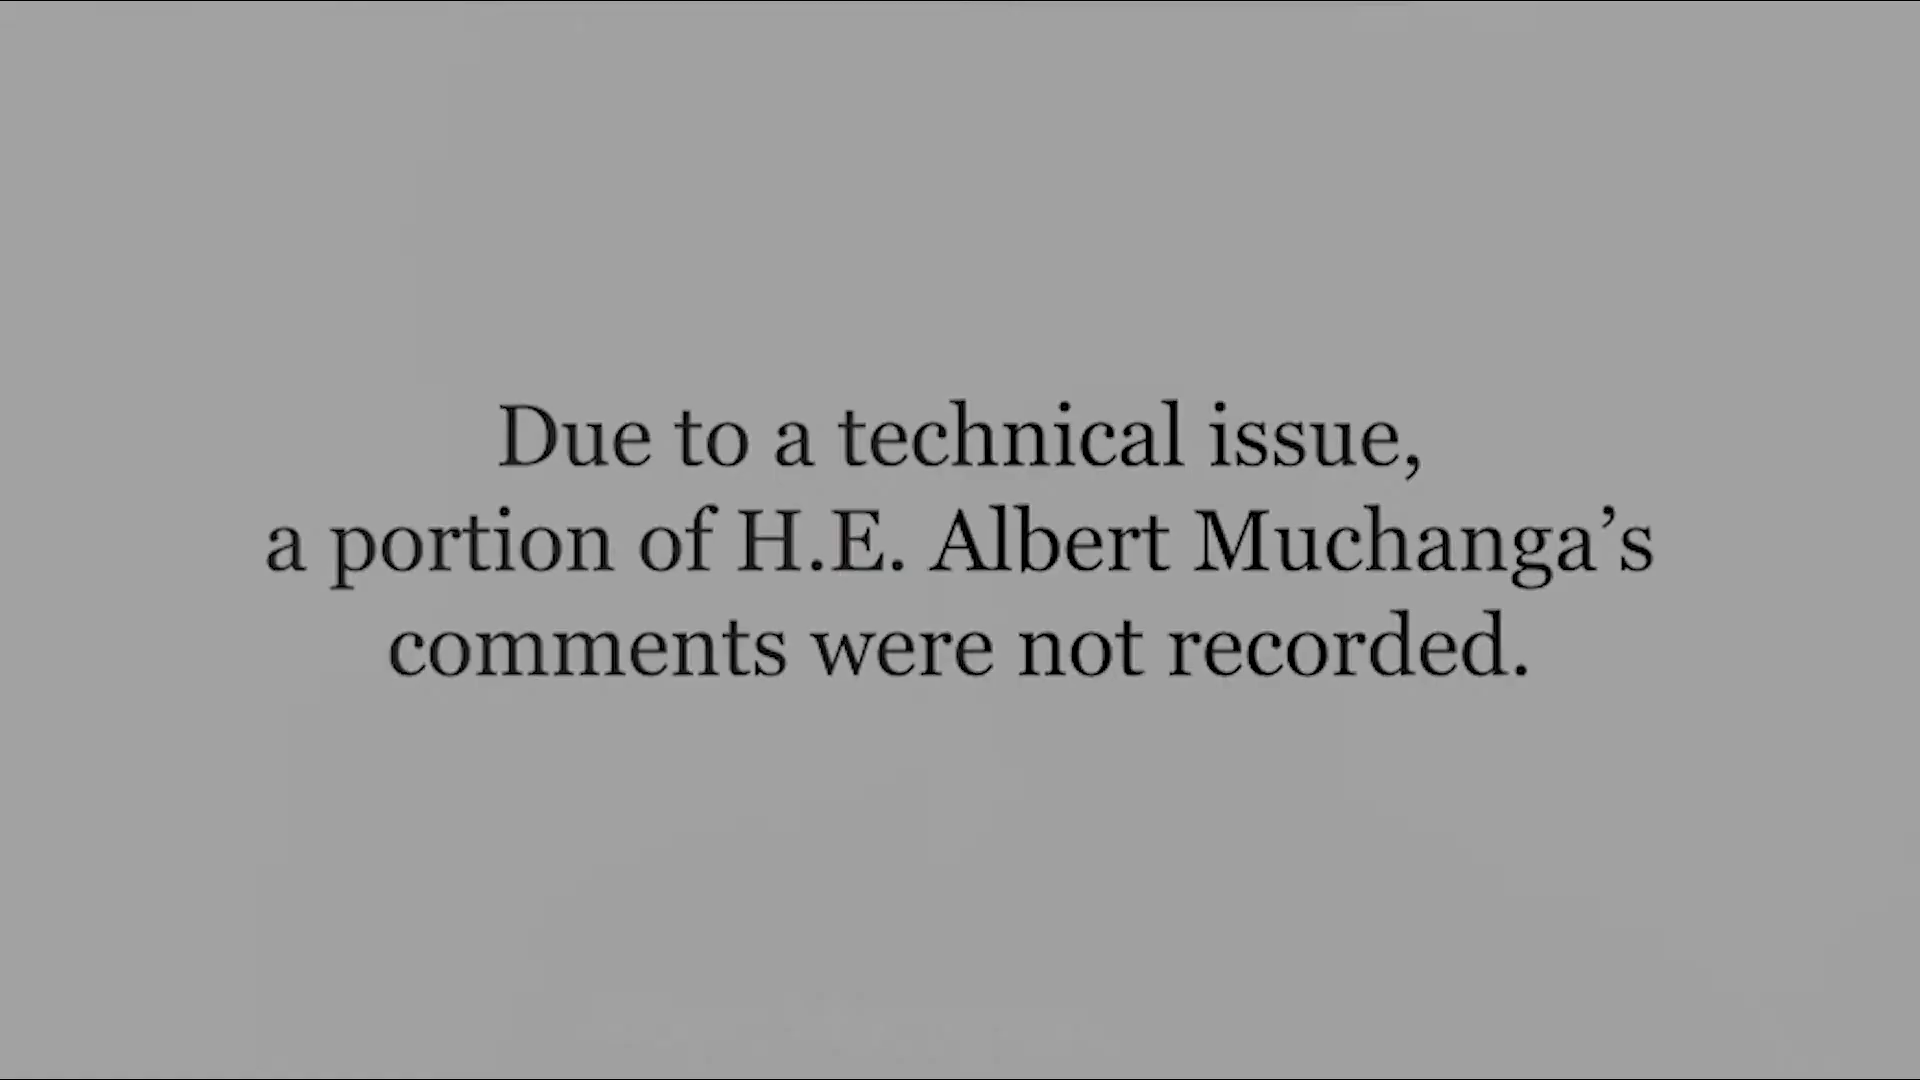 Due to a technical issue,
a portion of H.E. Albert Muchanga’s
comments were not recorded.